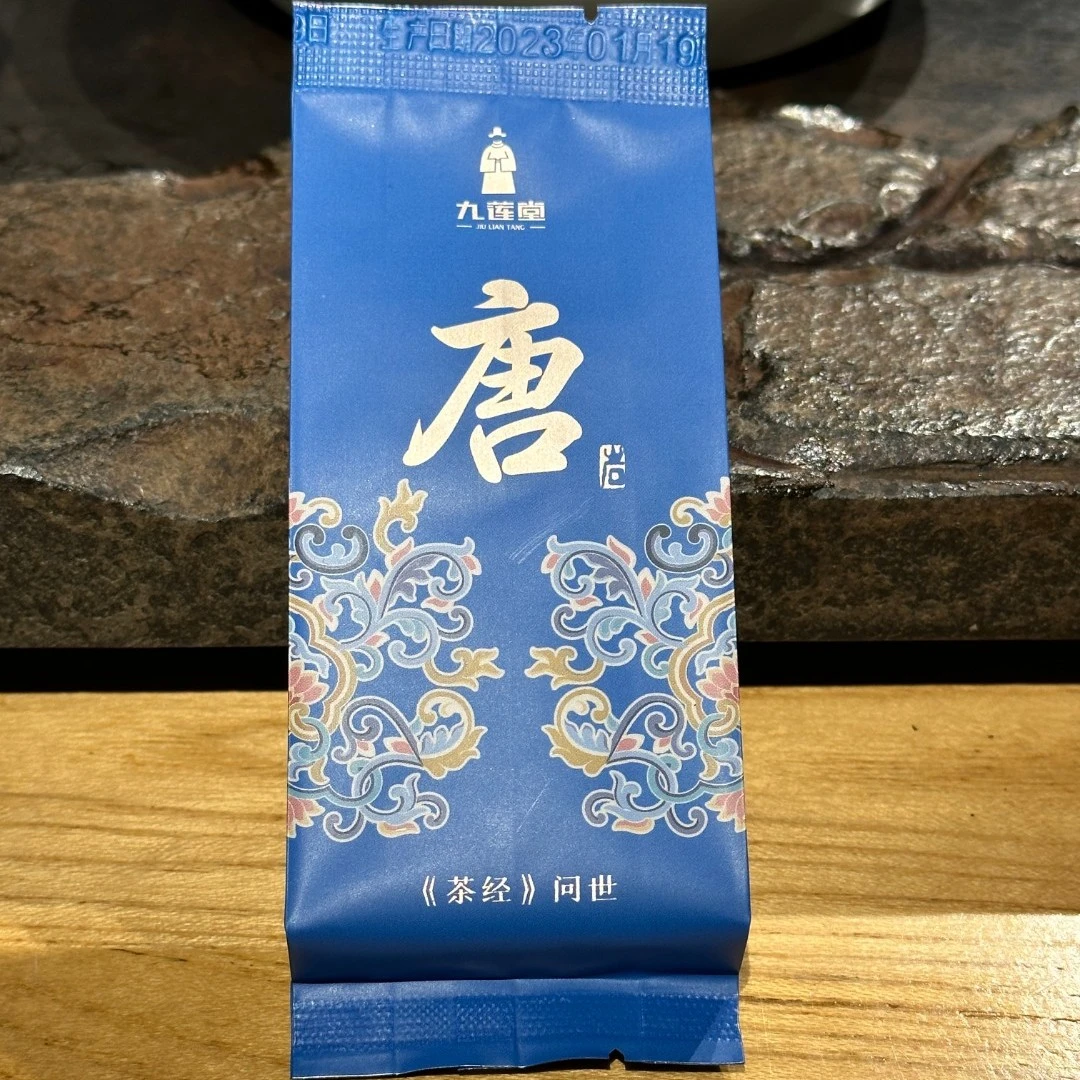 日 生产日期2023年01月19
九莲堂
JIU LIAN TANG
唐
尚
《茶经》问世